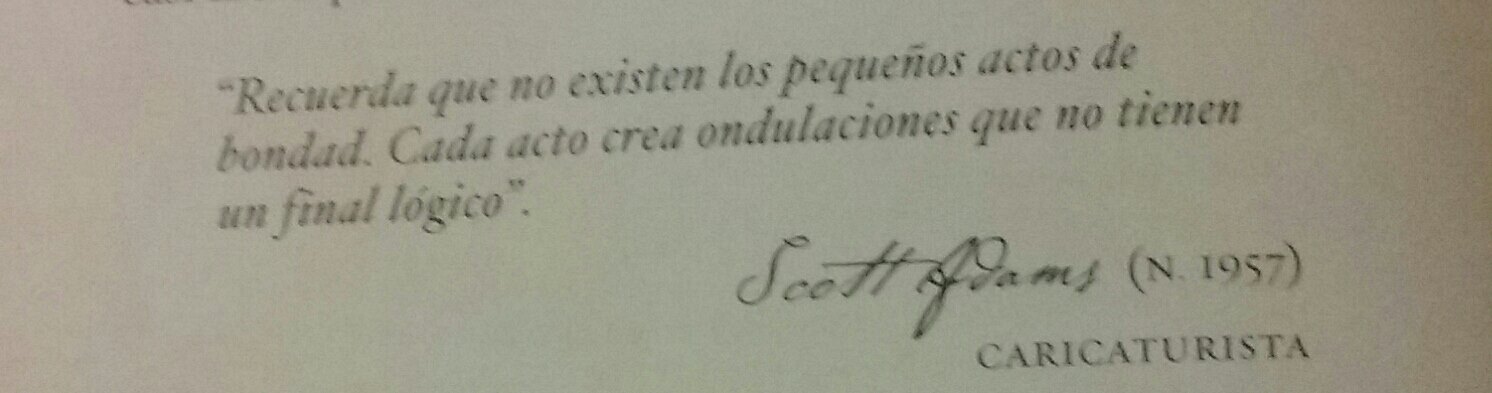 “Recuerda que no existen los pequeños actos de
bondad. Cada acto crea ondulaciones que no tienen
un final lógico”.
Scott Adams (N. 1957)
CARICATURISTA